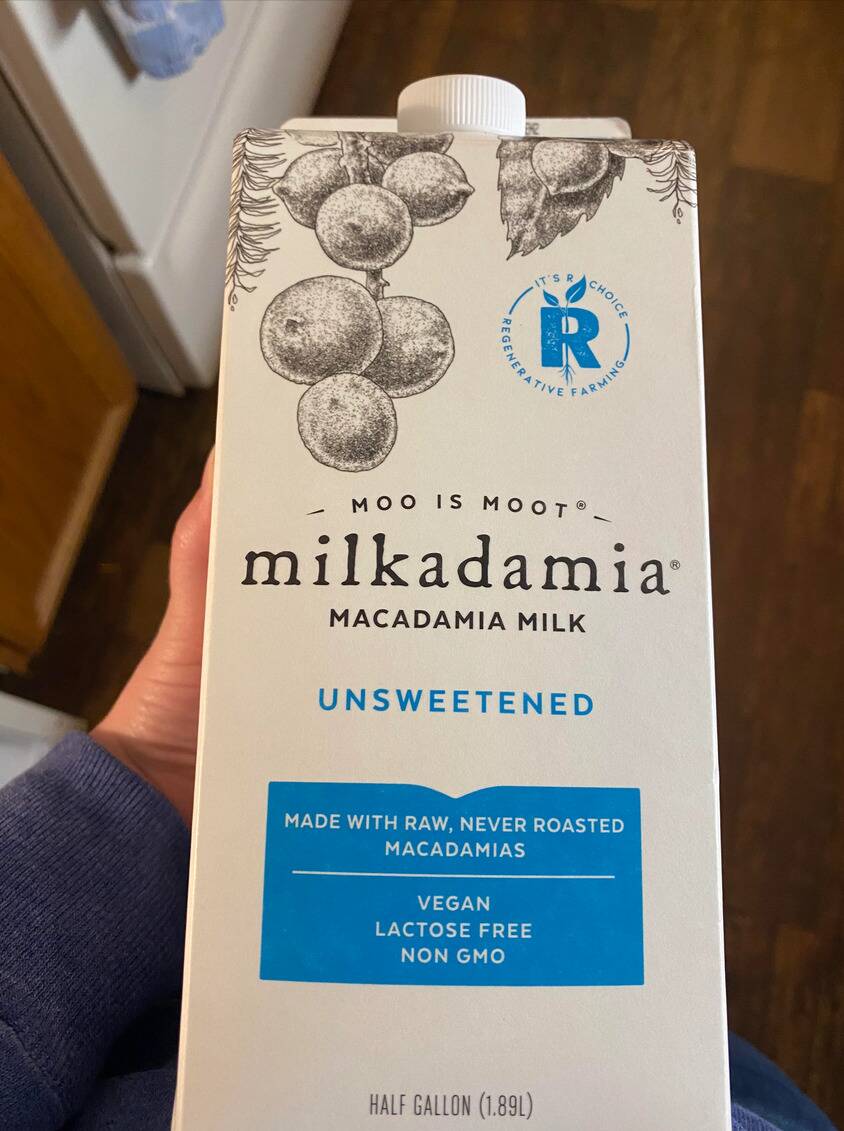 IT'S R CHOICE
R
REGENERATIVE FARMING
MOO IS MOOT®
milkadamia®
MACADAMIA MILK
UNSWEETENED
MADE WITH RAW, NEVER ROASTED
MACADAMIAS
VEGAN
LACTOSE FREE
NON GMO
HALF GALLON (1.89L)